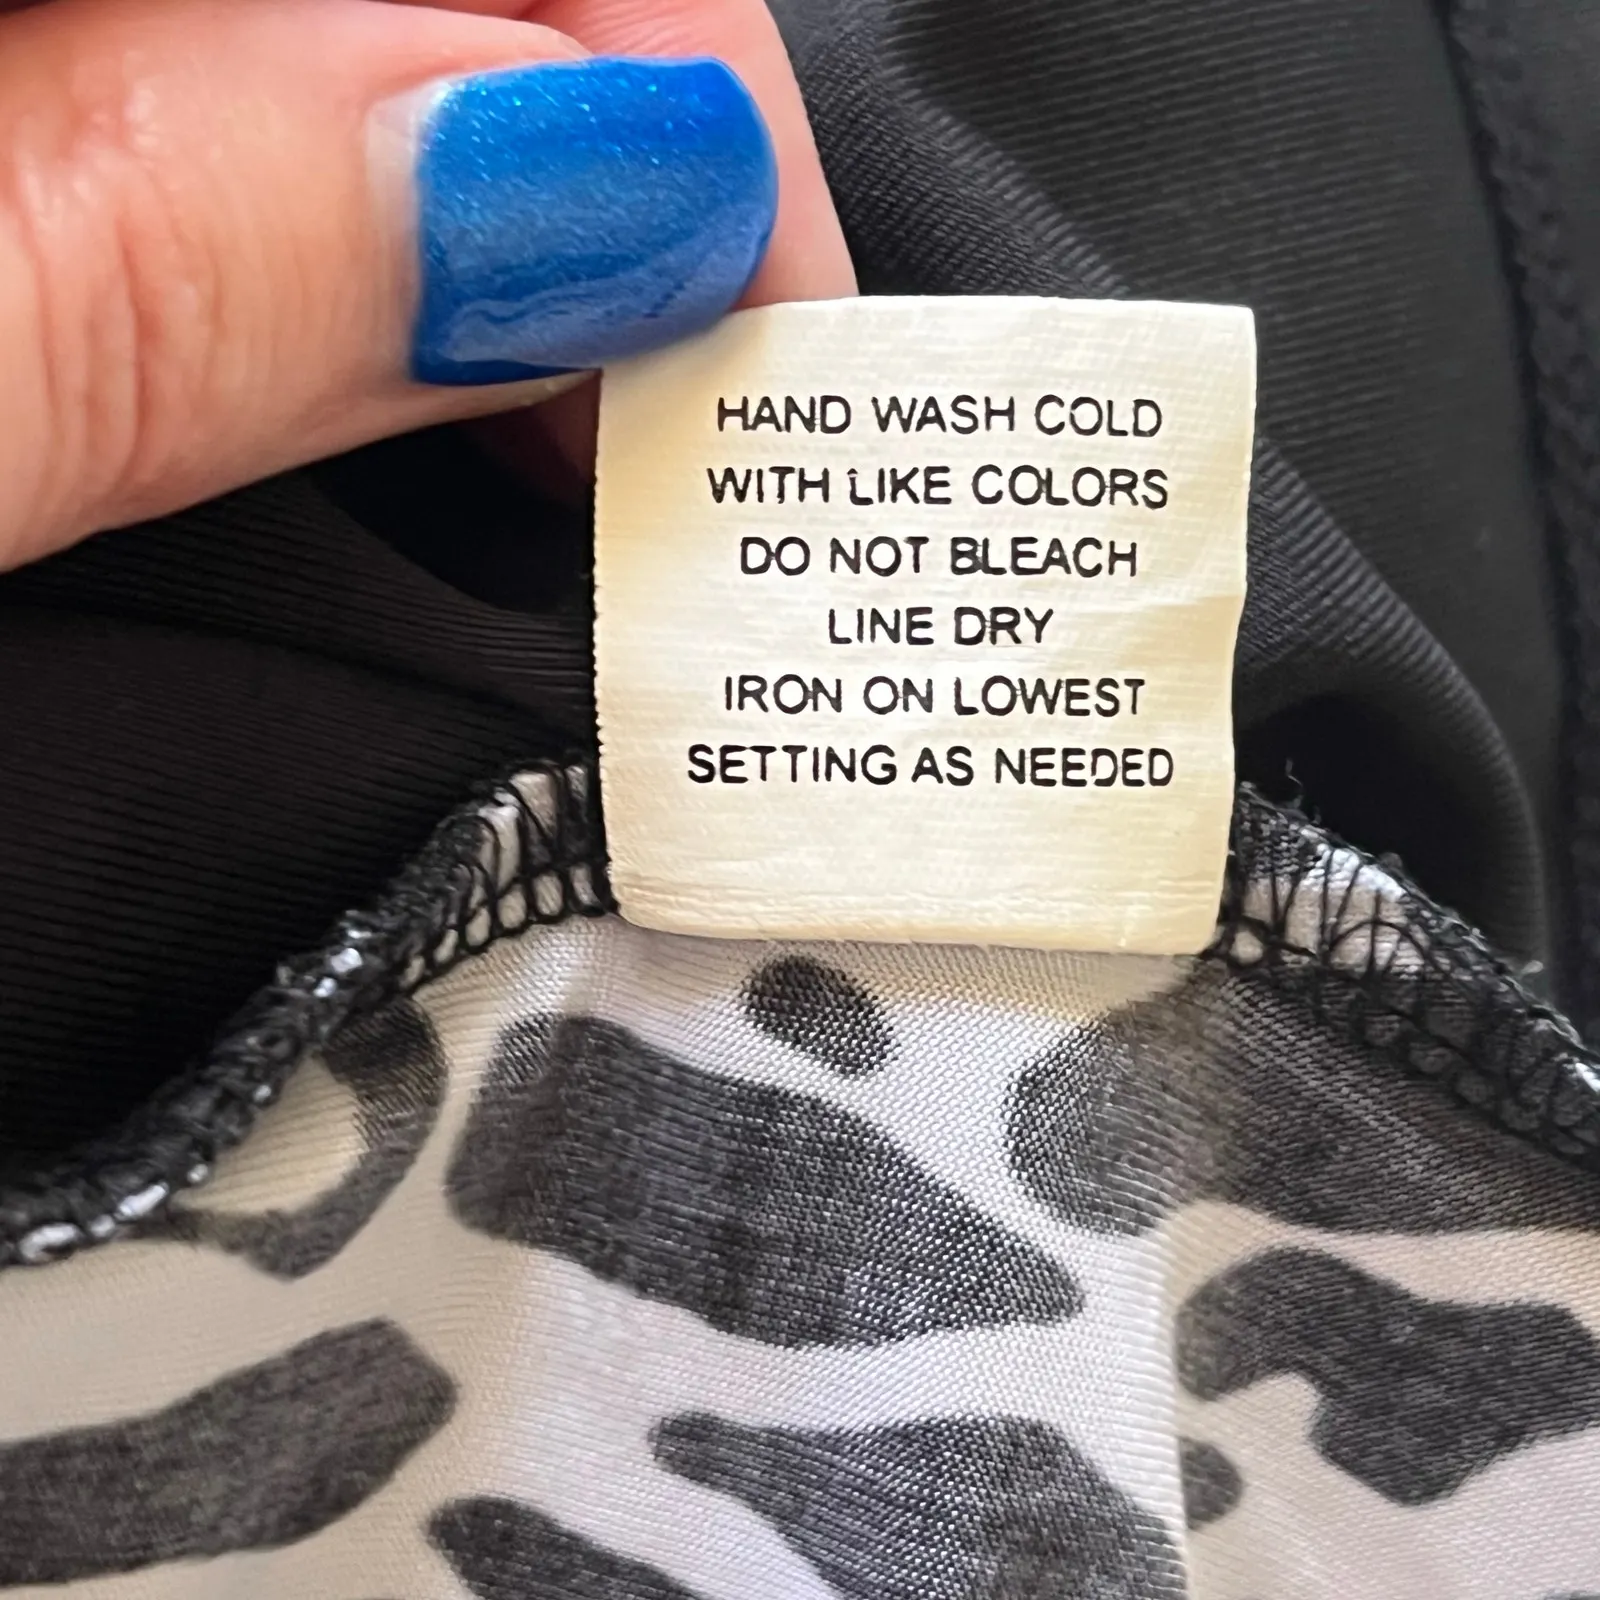 HAND WASH COLD
WITH LIKE COLORS
DO NOT BLEACH
LINE DRY
IRON ON LOWEST
SETTING AS NEEDED